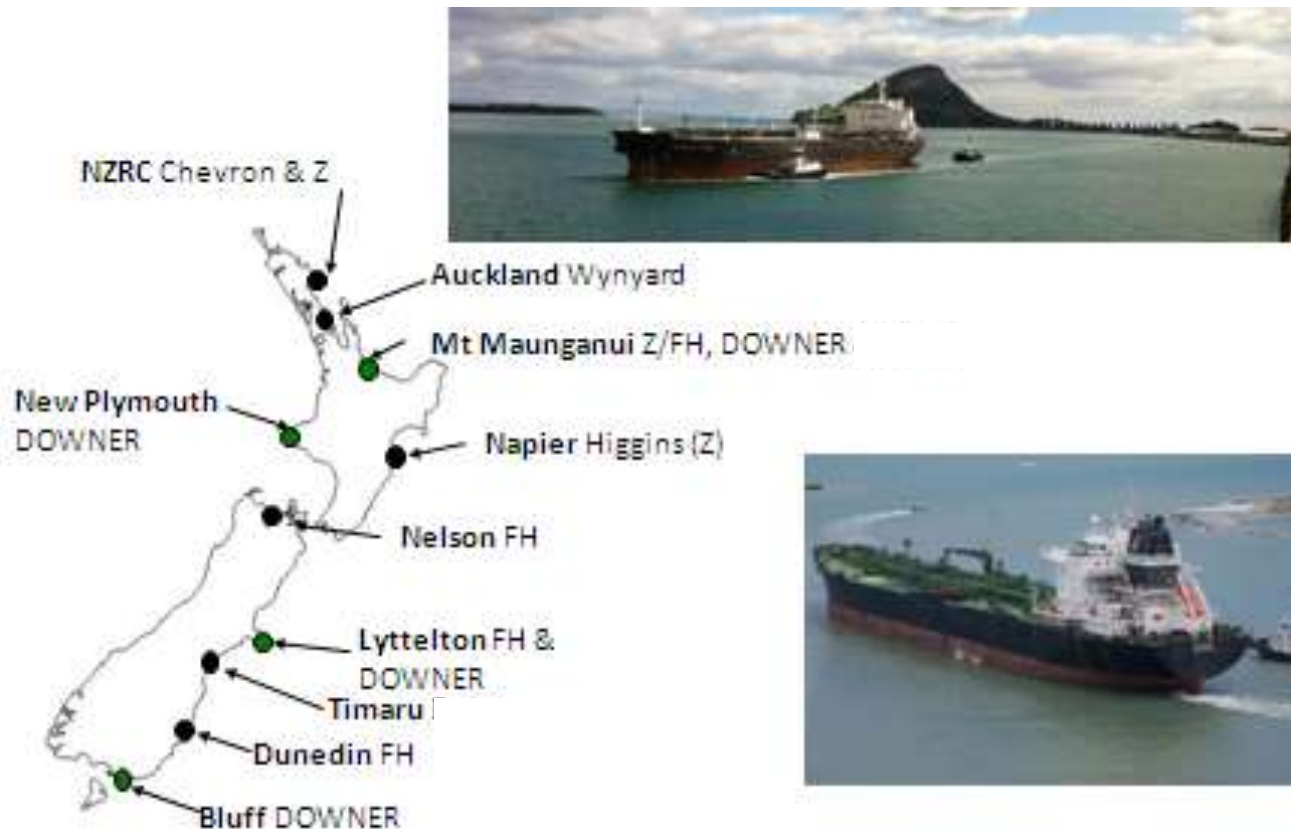 NZRC Chevron & Z
Auckland Wynyard
Mt Maunganui Z/FH, DOWNER
New Plymouth
DOWNER
Napier Higgins (Z)
Nelson FH
Lyttelton FH &
DOWNER
Timaru
Dunedin FH
Bluff DOWNER